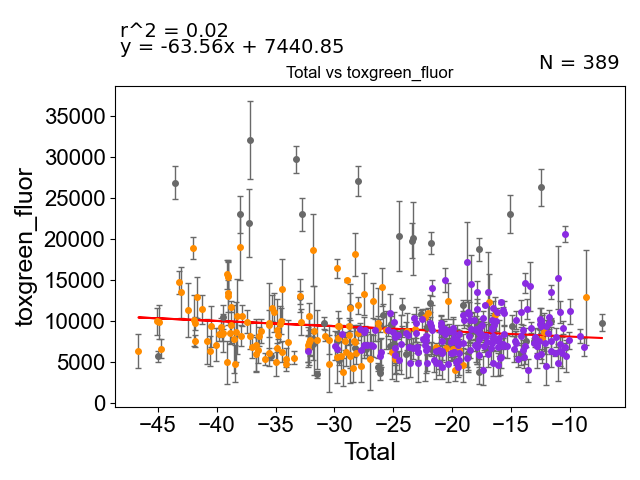 r^2 = 0.02
y = -63.56x + 7440.85
N = 389
Total vs toxgreen_fluor
35000
30000
25000
20000
15000
10000
5000
0
toxgreen_fluor
−45 −40 −35 −30 −25 −20 −15 −10
Total